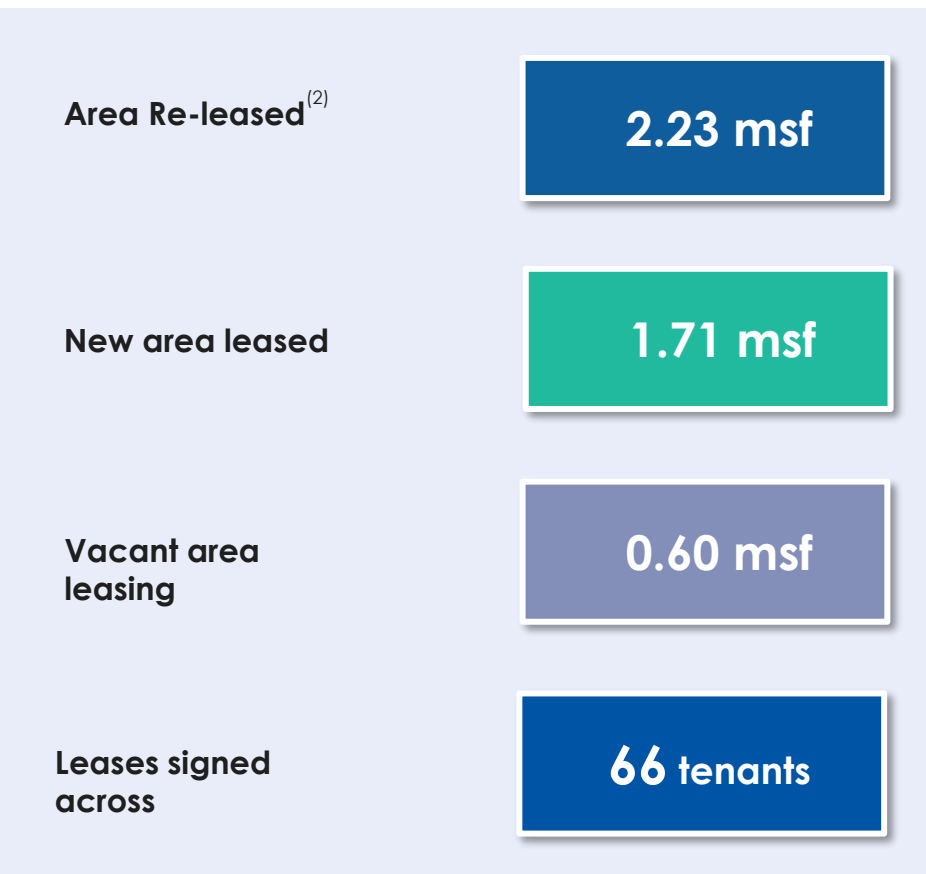 Area Re-leased(2)
2.23 msf
New area leased
1.71 msf
Vacant area
leasing
0.60 msf
Leases signed
across
66 tenants